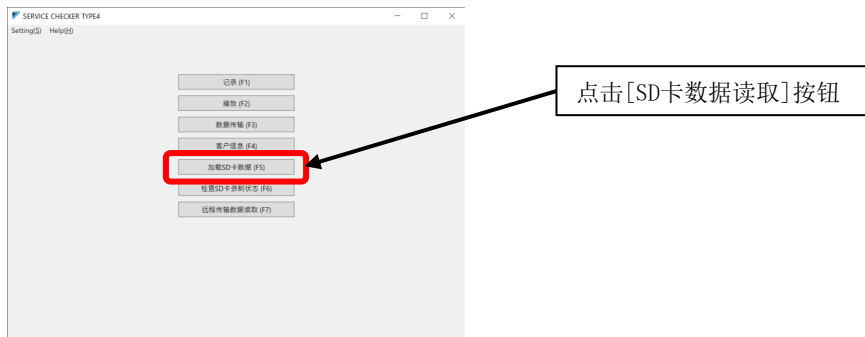 SERVICE CHECKER TYPE4
Setting(S) Help(H)
记录 (F1)
播放 (F2)
数据传输 (F3)
客户信息 (F4)
加载SD卡数据 (F5)
检查SD卡录制状态 (F6)
远程传输数据读取 (F7)
点击[SD卡数据读取]按钮